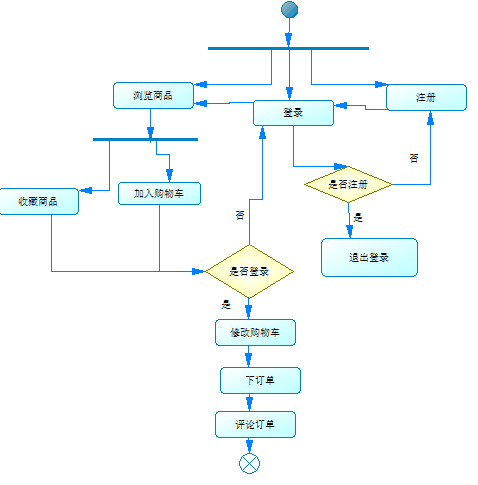 浏览商品
登录
注册
否
收藏商品
加入购物车
是否注册
否
是
是否登录
退出登录
是
修改购物车
下订单
评论订单